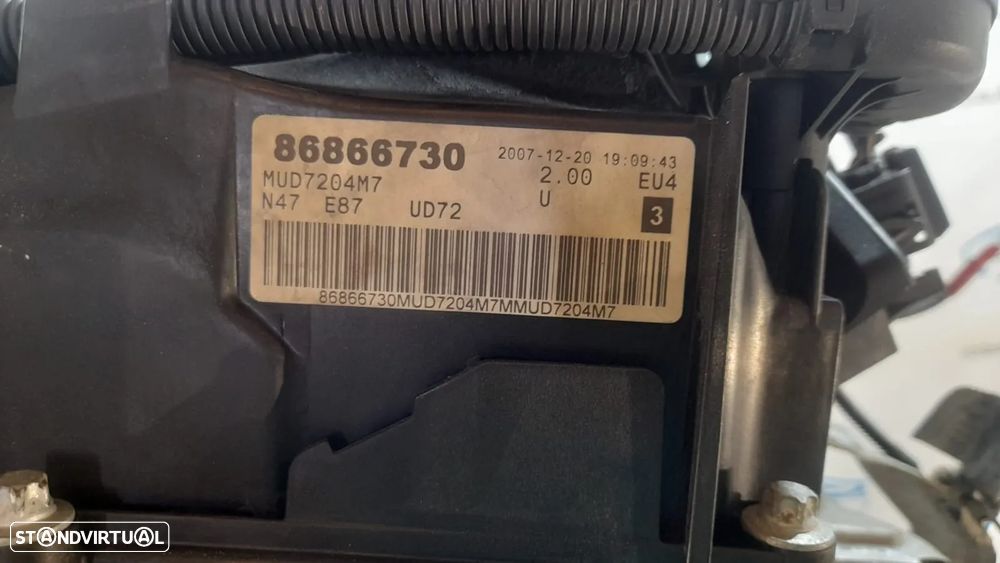 86866730 2007-12-20 19:09:43
MUD7204M7 2.00 EU4
N47 E87 UD72 U 3
86866730MUD7204M7MMUD7204M7
STANDVIRTUAL